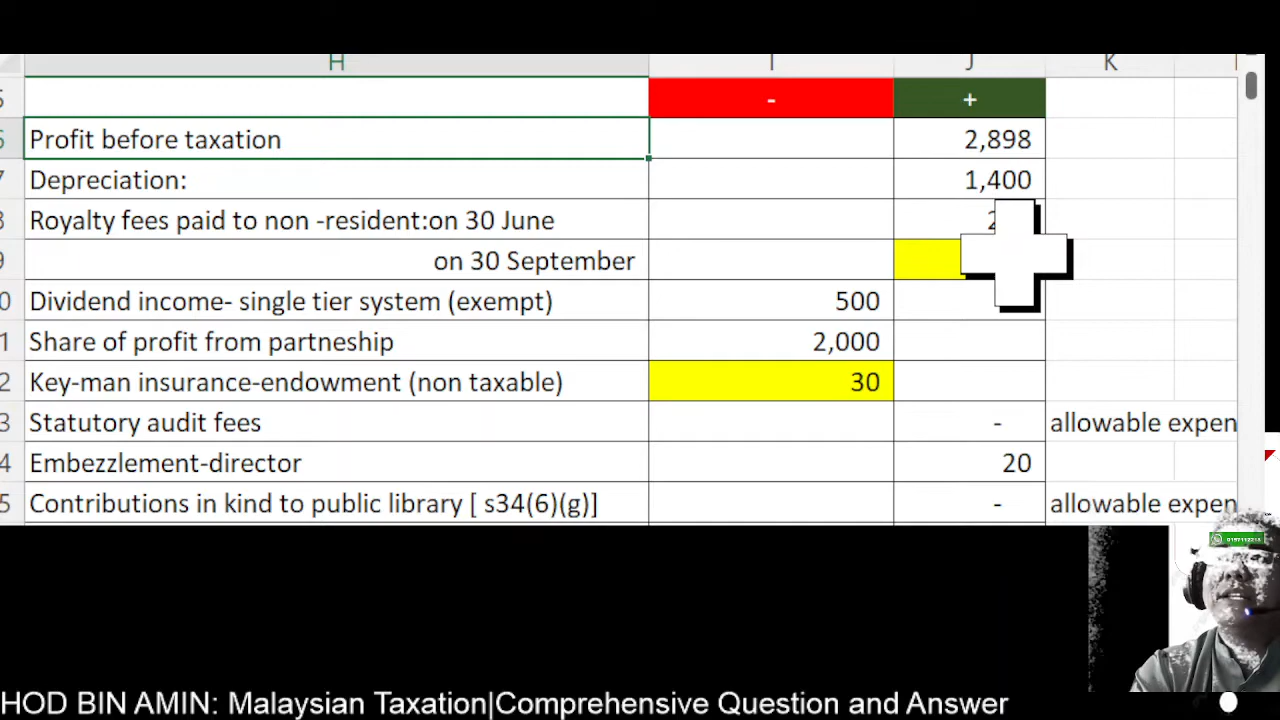 H I J K
-
+
Profit before taxation 2,898
Depreciation: 1,400
Royalty fees paid to non -resident:on 30 June
on 30 September
Dividend income- single tier system (exempt) 500
Share of profit from partneship 2,000
Key-man insurance-endowment (non taxable) 30
Statutory audit fees - allowable expen
Embezzlement-director 20
Contributions in kind to public library [ s34(6)(g)] - allowable expen
HOD BIN AMIN: Malaysian Taxation|Comprehensive Question and Answer